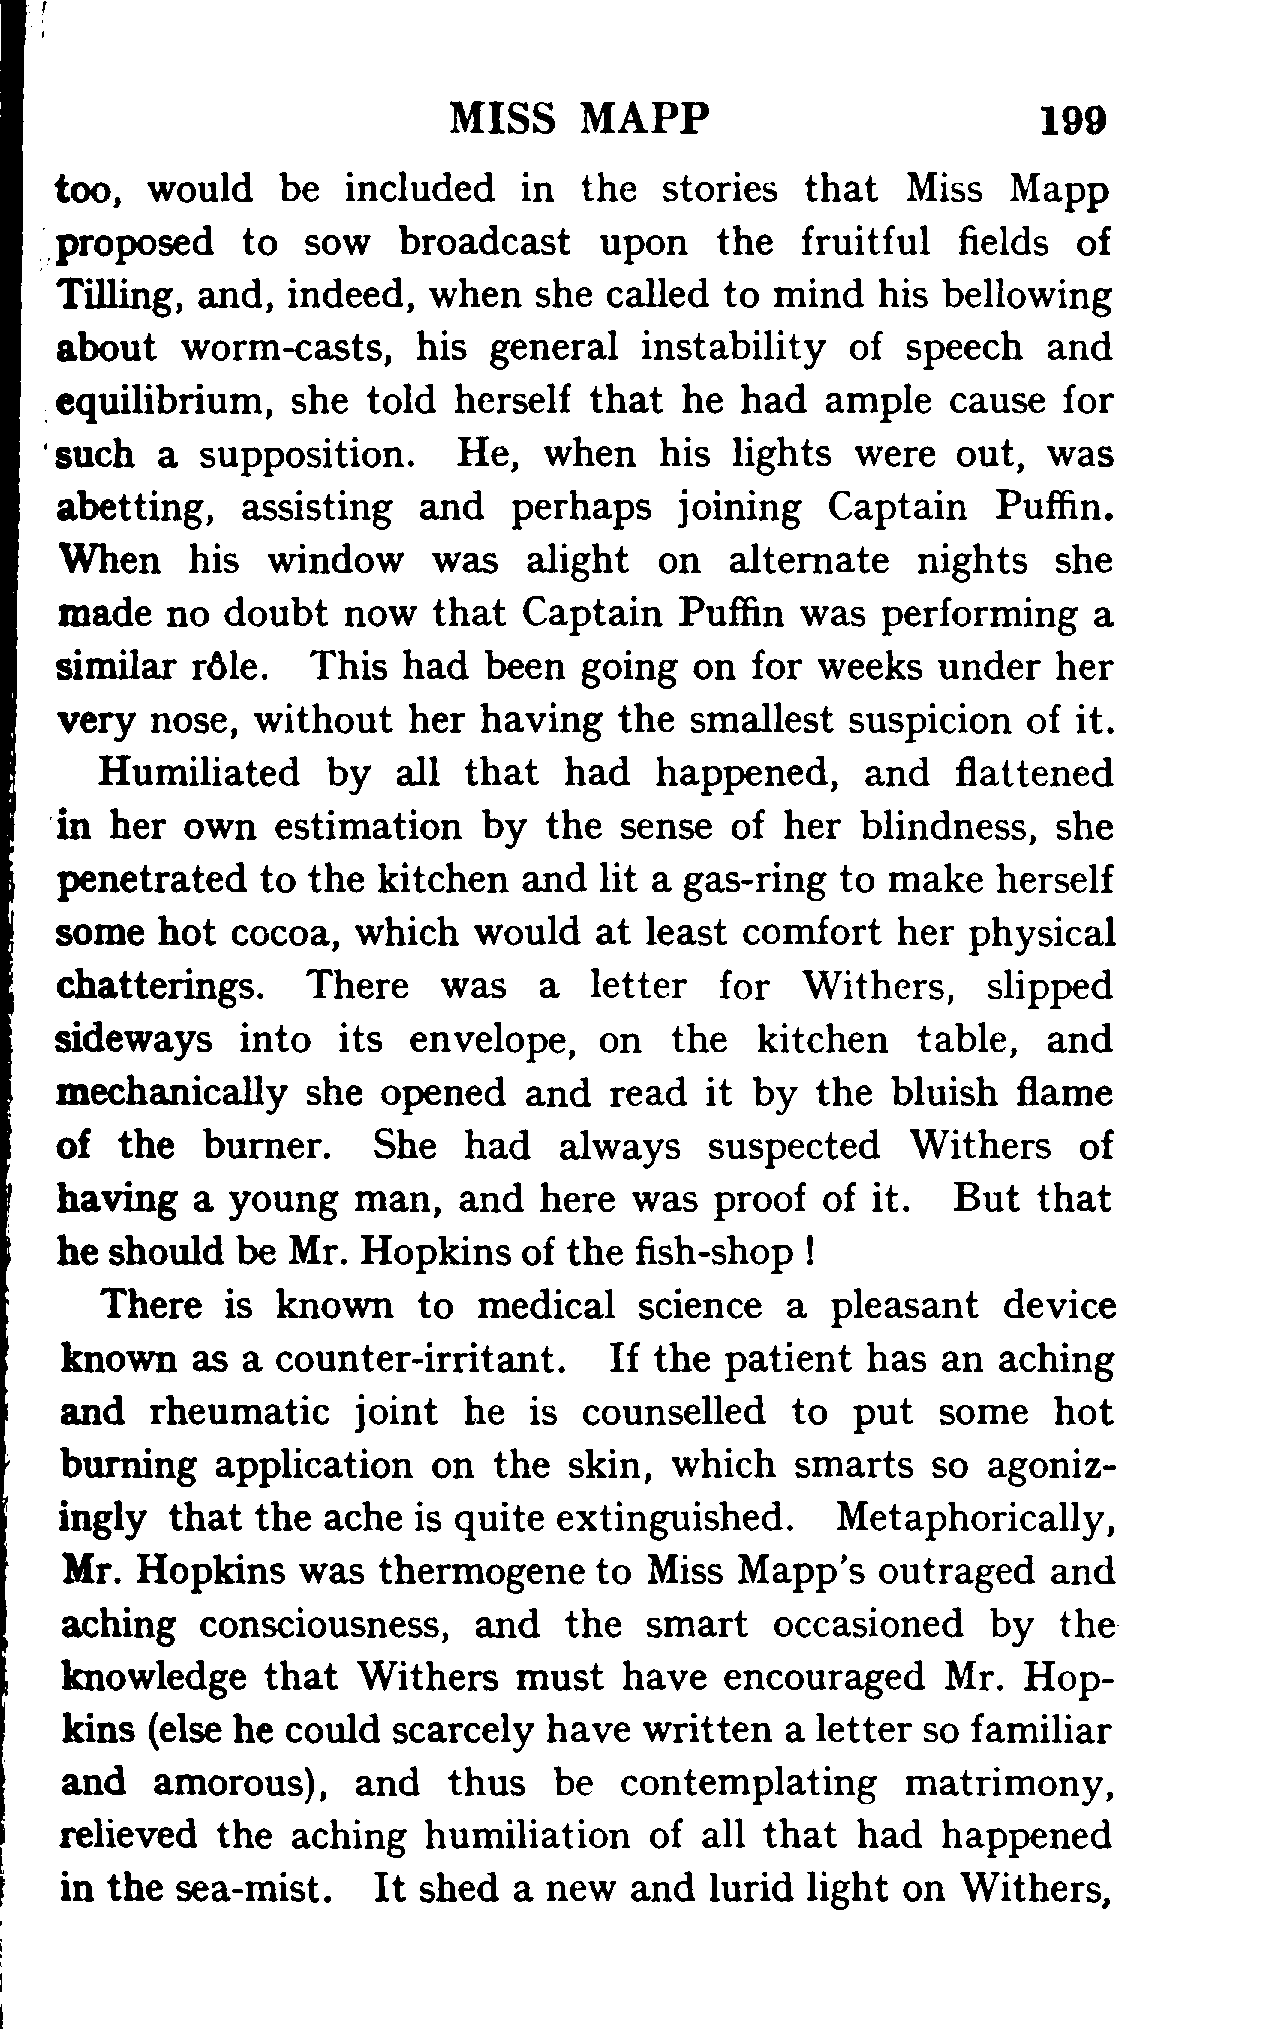 MISS MAPP 199
too, would be included in the stories that Miss Mapp
proposed to sow broadcast upon the fruitful fields of
Tilling, and, indeed, when she called to mind his bellowing
about worm-casts, his general instability of speech and
equilibrium, she told herself that he had ample cause for
such a supposition. He, when his lights were out, was
abetting, assisting and perhaps joining Captain Puffin.
When his window was alight on alternate nights she
made no doubt now that Captain Puffin was performing a
similar rôle. This had been going on for weeks under her
very nose, without her having the smallest suspicion of it.
Humiliated by all that had happened, and flattened
in her own estimation by the sense of her blindness, she
penetrated to the kitchen and lit a gas-ring to make herself
some hot cocoa, which would at least comfort her physical
chatterings. There was a letter for Withers, slipped
sideways into its envelope, on the kitchen table, and
mechanically she opened and read it by the bluish flame
of the burner. She had always suspected Withers of
having a young man, and here was proof of it. But that
he should be Mr. Hopkins of the fish-shop !
There is known to medical science a pleasant device
known as a counter-irritant. If the patient has an aching
and rheumatic joint he is counselled to put some hot
burning application on the skin, which smarts so agoniz-
ingly that the ache is quite extinguished. Metaphorically,
Mr. Hopkins was thermogene to Miss Mapp's outraged and
aching consciousness, and the smart occasioned by the
knowledge that Withers must have encouraged Mr. Hop-
kins (else he could scarcely have written a letter so familiar
and amorous), and thus be contemplating matrimony,
relieved the aching humiliation of all that had happened
in the sea-mist. It shed a new and lurid light on Withers,